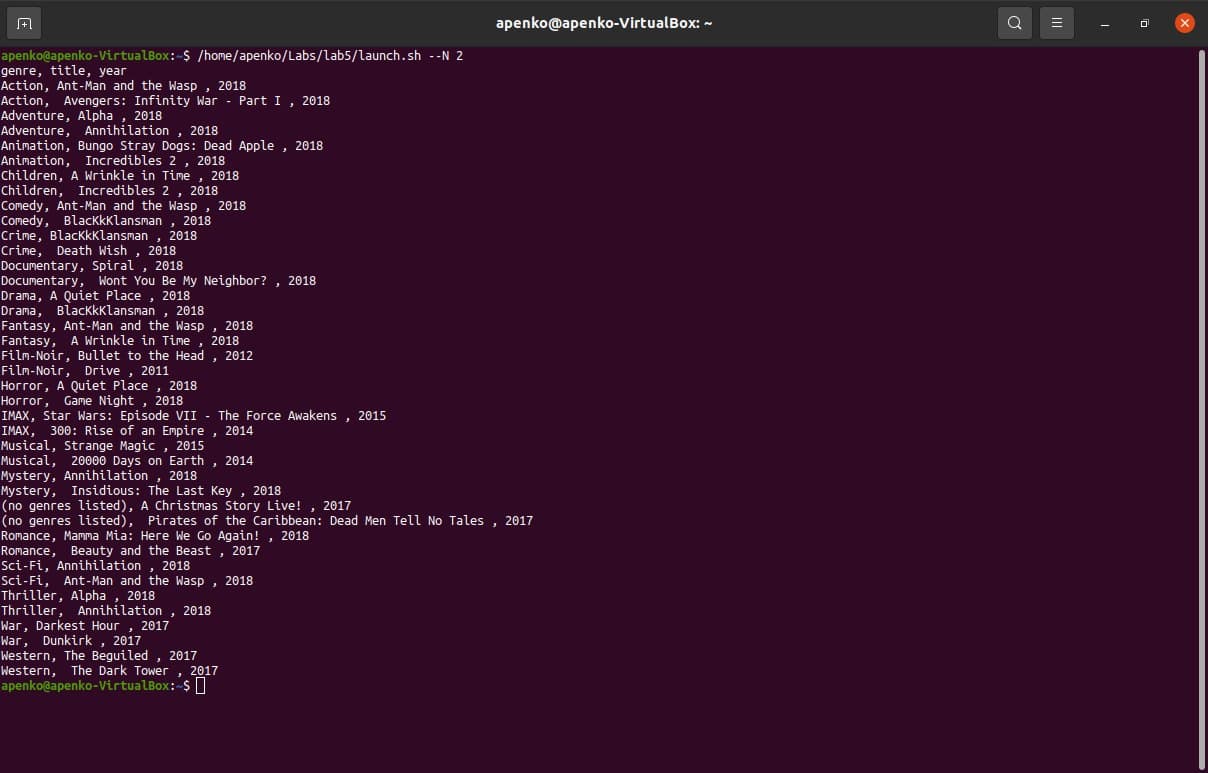 apenko@apenko-VirtualBox: ~
apenko@apenko-VirtualBox:~$ /home/apenko/Labs/lab5/launch.sh --N 2
genre, title, year
Action, Ant-Man and the Wasp , 2018
Action,  Avengers: Infinity War - Part I , 2018
Adventure, Alpha , 2018
Adventure,  Annihilation , 2018
Animation, Bungo Stray Dogs: Dead Apple , 2018
Animation,  Incredibles 2 , 2018
Children, A Wrinkle in Time , 2018
Children,  Incredibles 2 , 2018
Comedy, Ant-Man and the Wasp , 2018
Comedy,  BlacKkKlansman , 2018
Crime, BlacKkKlansman , 2018
Crime,  Death Wish , 2018
Documentary, Spiral , 2018
Documentary,  Wont You Be My Neighbor? , 2018
Drama, A Quiet Place , 2018
Drama,  BlacKkKlansman , 2018
Fantasy, Ant-Man and the Wasp , 2018
Fantasy,  A Wrinkle in Time , 2018
Film-Noir, Bullet to the Head , 2012
Film-Noir,  Drive , 2011
Horror, A Quiet Place , 2018
Horror,  Game Night , 2018
IMAX, Star Wars: Episode VII - The Force Awakens , 2015
IMAX,  300: Rise of an Empire , 2014
Musical, Strange Magic , 2015
Musical,  20000 Days on Earth , 2014
Mystery, Annihilation , 2018
Mystery,  Insidious: The Last Key , 2018
(no genres listed), A Christmas Story Live! , 2017
(no genres listed),  Pirates of the Caribbean: Dead Men Tell No Tales , 2017
Romance, Mamma Mia: Here We Go Again! , 2018
Romance,  Beauty and the Beast , 2017
Sci-Fi, Annihilation , 2018
Sci-Fi,  Ant-Man and the Wasp , 2018
Thriller, Alpha , 2018
Thriller,  Annihilation , 2018
War, Darkest Hour , 2017
War,  Dunkirk , 2017
Western, The Beguiled , 2017
Western,  The Dark Tower , 2017
apenko@apenko-VirtualBox:~$